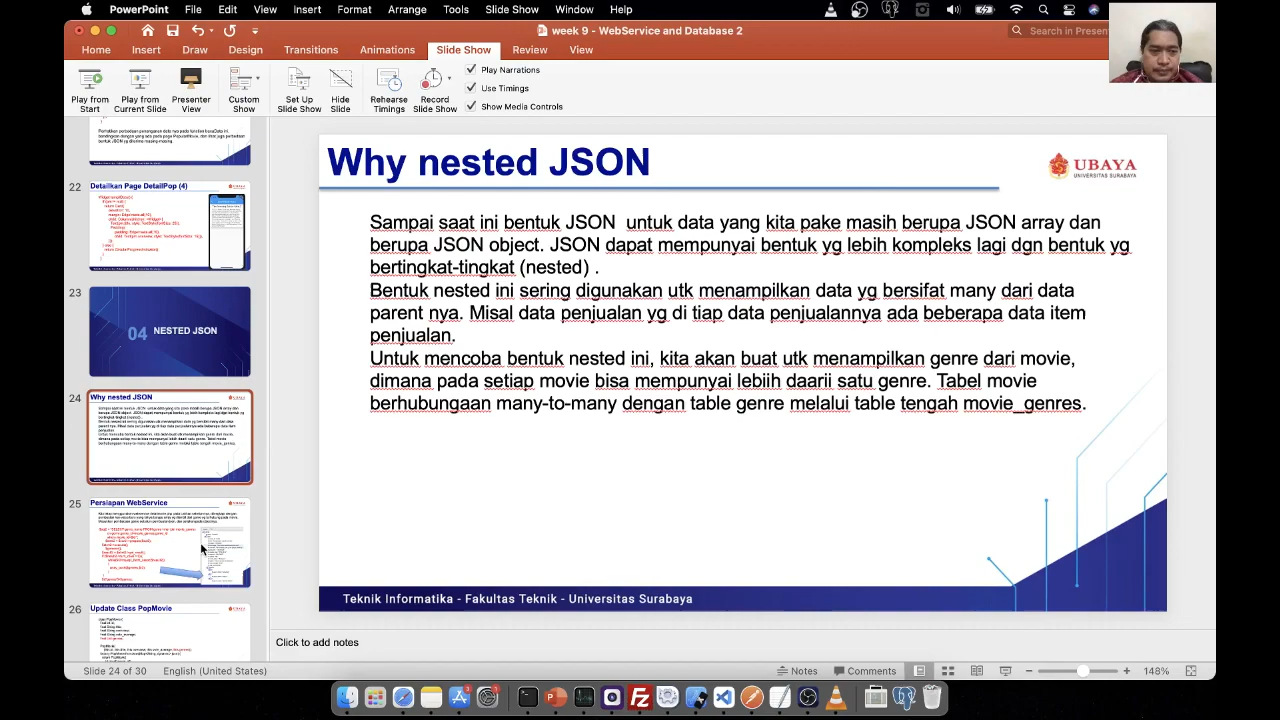 PowerPoint File Edit View Insert Format Arrange Tools Slide Show Window Help
week 9 - WebService and Database 2
Search in Presen
Home Insert Draw Design Transitions Animations Slide Show Review View
Play from Start
Play from Current Slide
Presenter View
Custom Show
Set Up Slide Show
Hide Slide
Rehearse Timings
Record Slide Show
Play Narrations
Use Timings
Show Media Controls
22
Detailkan Page DetailPop (4)
23
04 NESTED JSON
24
Why nested JSON
25
Persiapan WebService
26
Update Class PopMovie
Why nested JSON
UBAYA
UNIVERSITAS SURABAYA
Sampai saat ini bentuk JSON untuk data yang kita pakai masih berupa JSON array dan
berupa JSON object. JSON dapat mempunyai bentuk yg lebih kompleks lagi dgn bentuk yg
bertingkat-tingkat (nested) .
Bentuk nested ini sering digunakan utk menampilkan data yg bersifat many dari data
parent nya. Misal data penjualan yg di tiap data penjualannya ada beberapa data item
penjualan.
Untuk mencoba bentuk nested ini, kita akan buat utk menampilkan genre dari movie,
dimana pada setiap movie bisa mempunyai lebiih daarii satu genre. Tabel movie
berhubungaan many-to-many dengan table genre melalui table tengah movie_genres.
Teknik Informatika - Fakultas Teknik - Universitas Surabaya
Click to add notes
Slide 24 of 30 English (United States) Notes Comments 148%